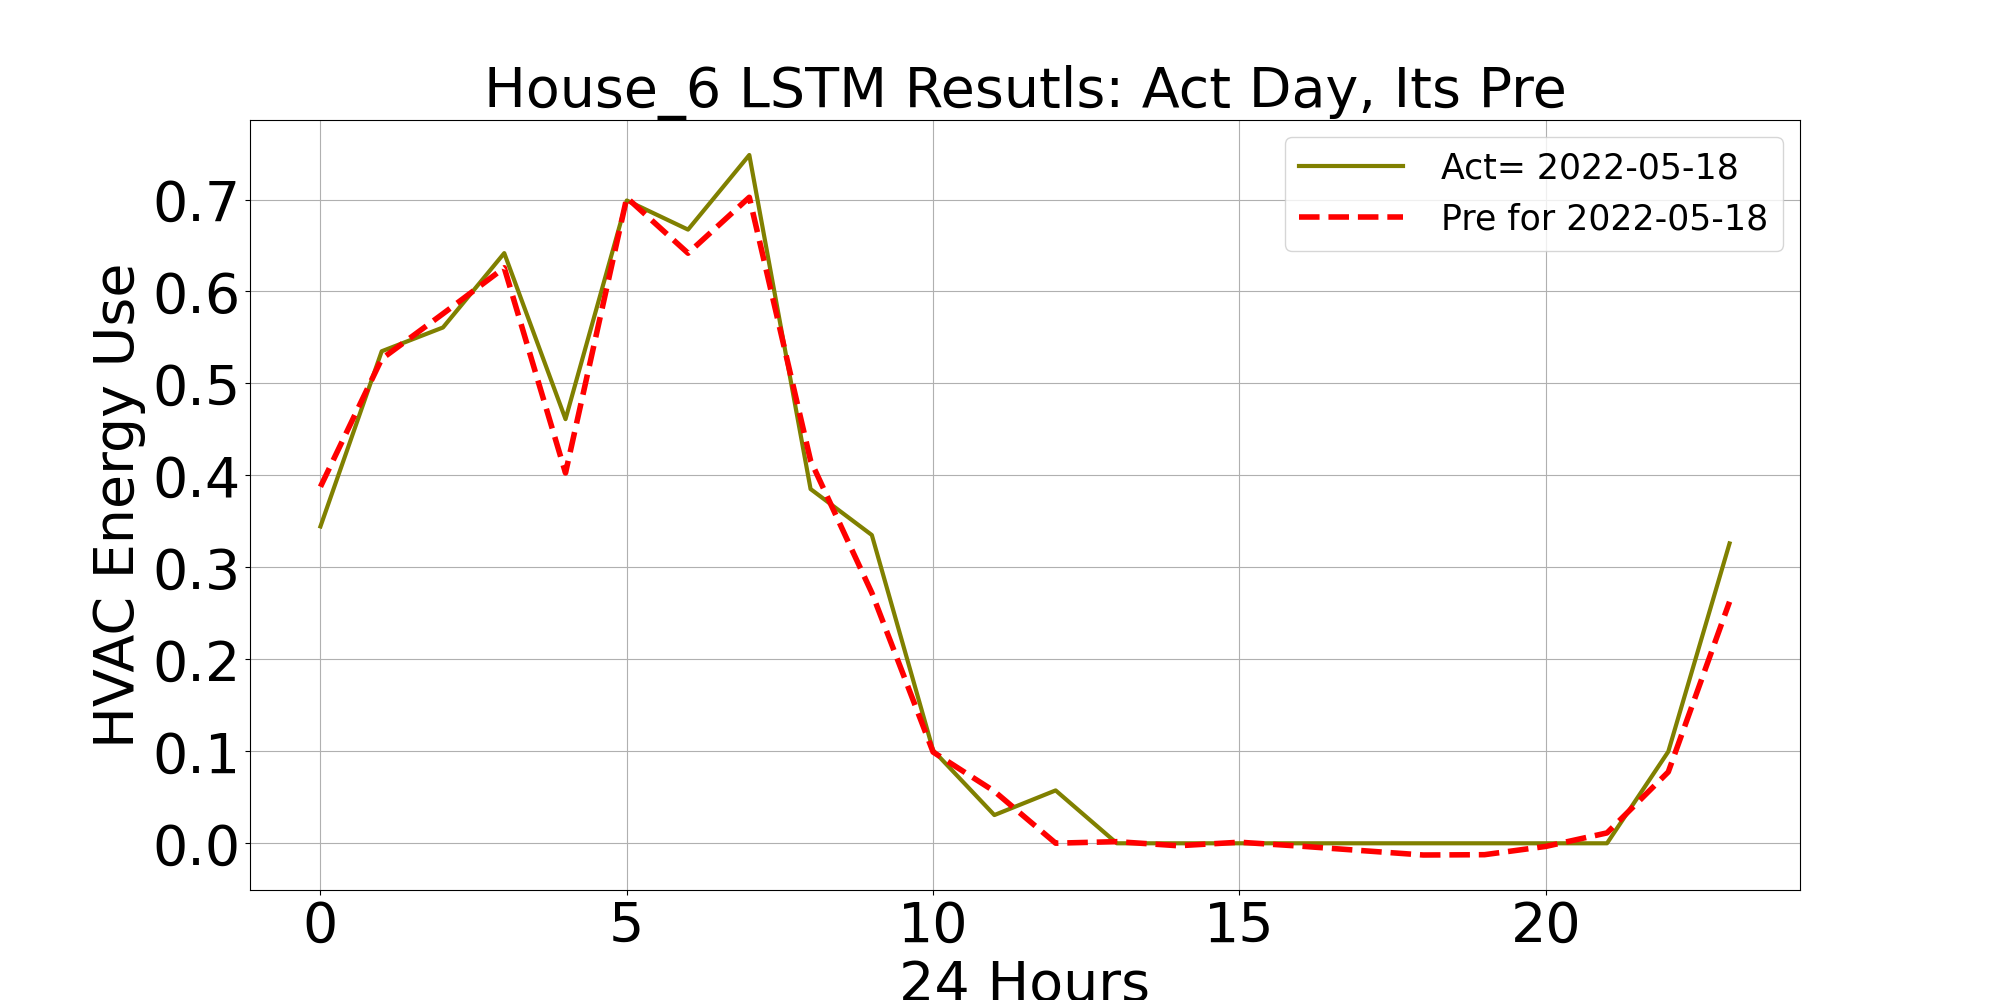 House_6 LSTM Resutls: Act Day, Its Pre
Act= 2022-05-18
Pre for 2022-05-18
HVAC Energy Use
0.7
0.6
0.5
0.4
0.3
0.2
0.1
0.0
0 5 10 15 20
24 Hours